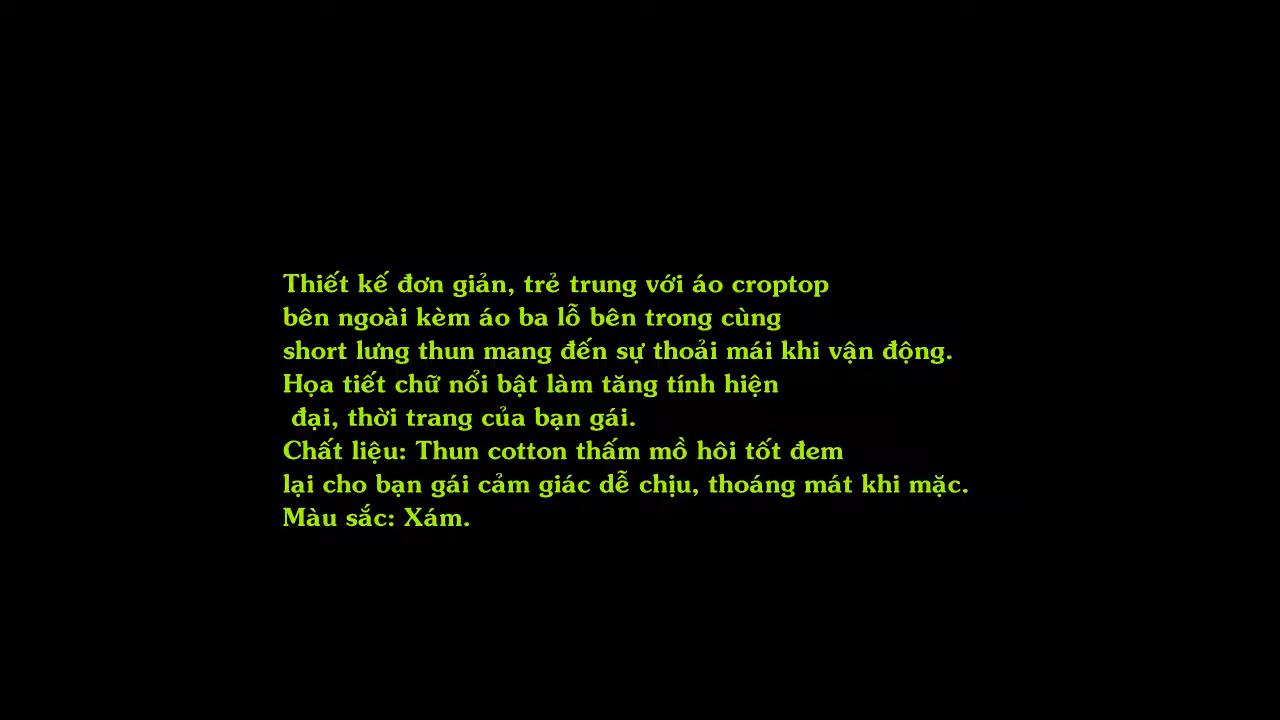 Thiết kế đơn giản, trẻ trung với áo croptop
bên ngoài kèm áo ba lỗ bên trong cùng
short lưng thun mang đến sự thoải mái khi vận động.
Họa tiết chữ nổi bật làm tăng tính hiện
đại, thời trang của bạn gái.
Chất liệu: Thun cotton thấm mồ hôi tốt đem
lại cho bạn gái cảm giác dễ chịu, thoáng mát khi mặc.
Màu sắc: Xám.